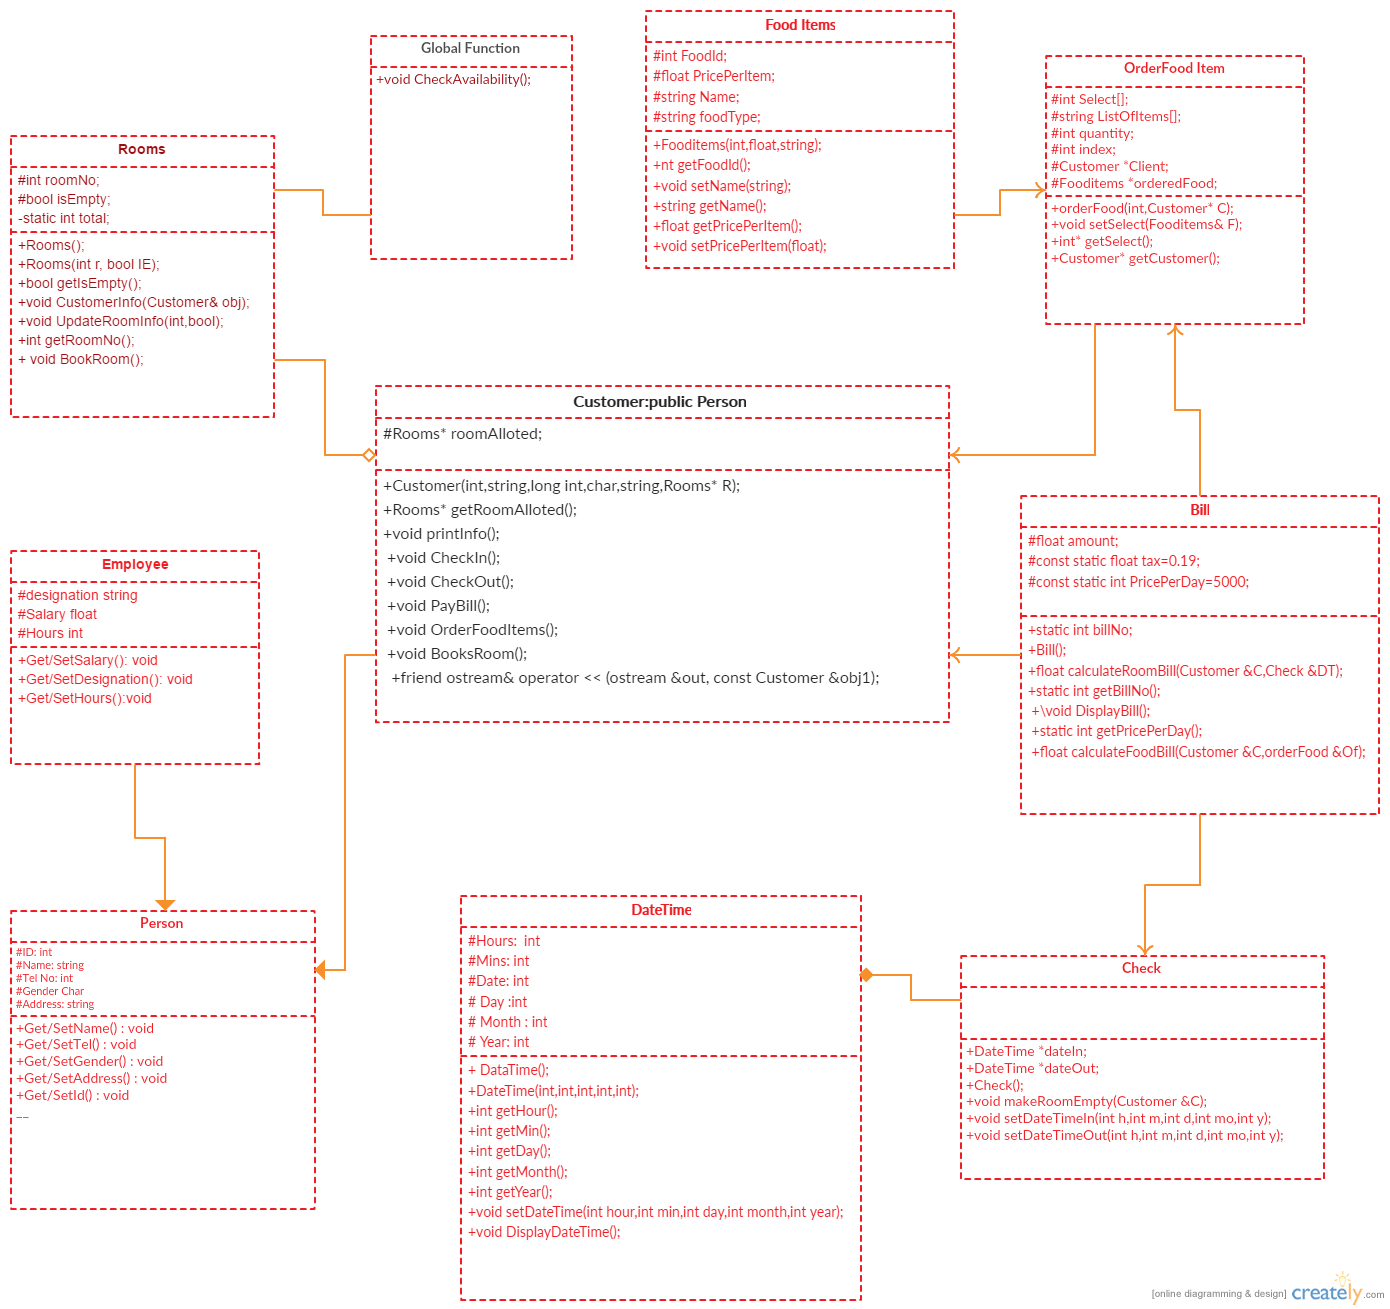 Global Function
+void CheckAvailability();
Food Items
#int FoodId;
#float PricePerItem;
#string Name;
#string foodType;
+Fooditems(int,float,string);
+nt getFoodId();
+void setName(string);
+string getName();
+float getPricePerItem();
+void setPricePerItem(float);
OrderFood Item
#int Select[];
#string ListOfItems[];
#int quantity;
#int index;
#Customer *Client;
#Fooditems *orderedFood;
+orderFood(int,Customer* C);
+void setSelect(Fooditems& F);
+int* getSelect();
+Customer* getCustomer();
Rooms
#int roomNo;
#bool isEmpty;
-static int total;
+Rooms();
+Rooms(int r, bool IE);
+bool getIsEmpty();
+void CustomerInfo(Customer& obj);
+void UpdateRoomInfo(int,bool);
+int getRoomNo();
+ void BookRoom();
Customer:public Person
#Rooms* roomAlloted;
+Customer(int,string,long int,char,string,Rooms* R);
+Rooms* getRoomAlloted();
+void printInfo();
+void CheckIn();
+void CheckOut();
+void PayBill();
+void OrderFoodItems();
+void BooksRoom();
+friend ostream& operator << (ostream &out, const Customer &obj1);
Bill
#float amount;
#const static float tax=0.19;
#const static int PricePerDay=5000;
+static int billNo;
+Bill();
+float calculateRoomBill(Customer &C,Check &DT);
+static int getBillNo();
+\void DisplayBill();
+static int getPricePerDay();
+float calculateFoodBill(Customer &C,orderFood &Of);
Employee
#designation string
#Salary float
#Hours int
+Get/SetSalary(): void
+Get/SetDesignation(): void
+Get/SetHours():void
Person
#ID: int
#Name: string
#Tel No: int
#Gender Char
#Address: string
+Get/SetName() : void
+Get/SetTel() : void
+Get/SetGender() : void
+Get/SetAddress() : void
+Get/SetId() : void
__
DateTime
#Hours:  int
#Mins: int
#Date: int
# Day :int
# Month : int
# Year: int
+ DataTime();
+DateTime(int,int,int,int,int);
+int getHour();
+int getMin();
+int getDay();
+int getMonth();
+int getYear();
+void setDateTime(int hour,int min,int day,int month,int year);
+void DisplayDateTime();
Check
+DateTime *dateIn;
+DateTime *dateOut;
+Check();
+void makeRoomEmpty(Customer &C);
+void setDateTimeIn(int h,int m,int d,int mo,int y);
+void setDateTimeOut(int h,int m,int d,int mo,int y);
[online diagramming & design] creately.com